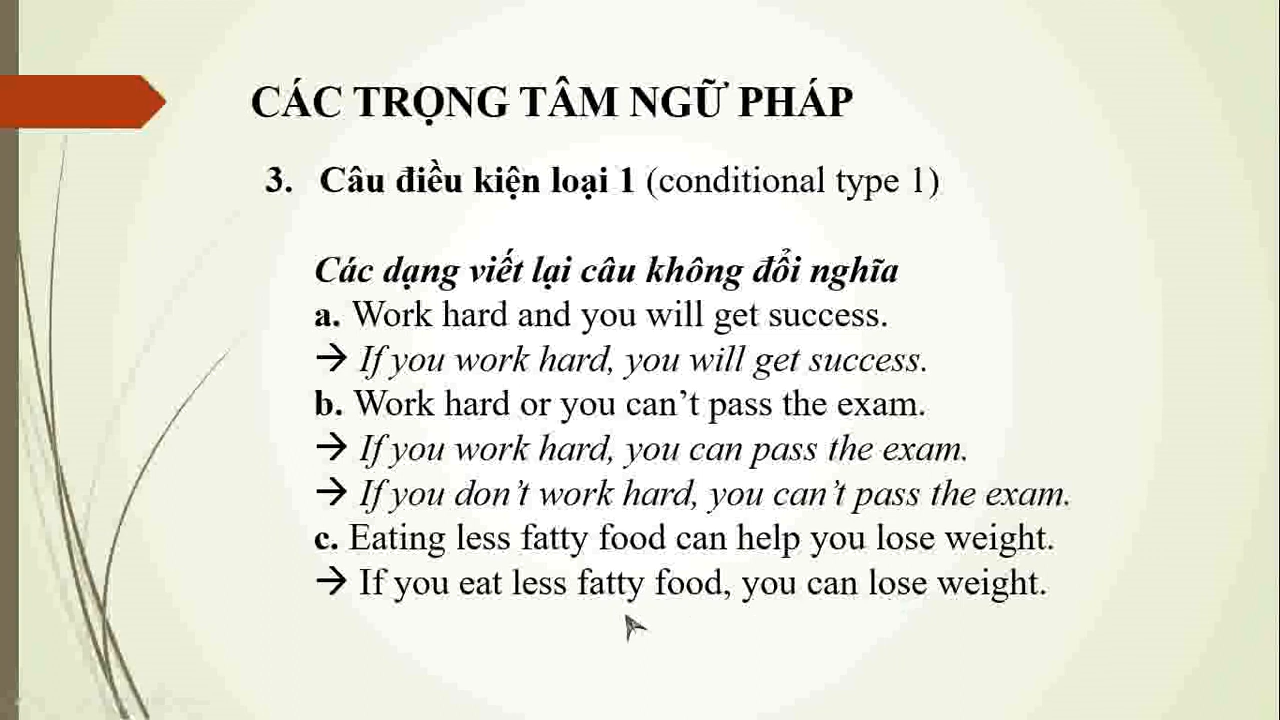 CÁC TRỌNG TÂM NGỮ PHÁP
3. Câu điều kiện loại 1 (conditional type 1)
Các dạng viết lại câu không đổi nghĩa
a. Work hard and you will get success.
→ If you work hard, you will get success.
b. Work hard or you can’t pass the exam.
→ If you work hard, you can pass the exam.
→ If you don’t work hard, you can’t pass the exam.
c. Eating less fatty food can help you lose weight.
→ If you eat less fatty food, you can lose weight.